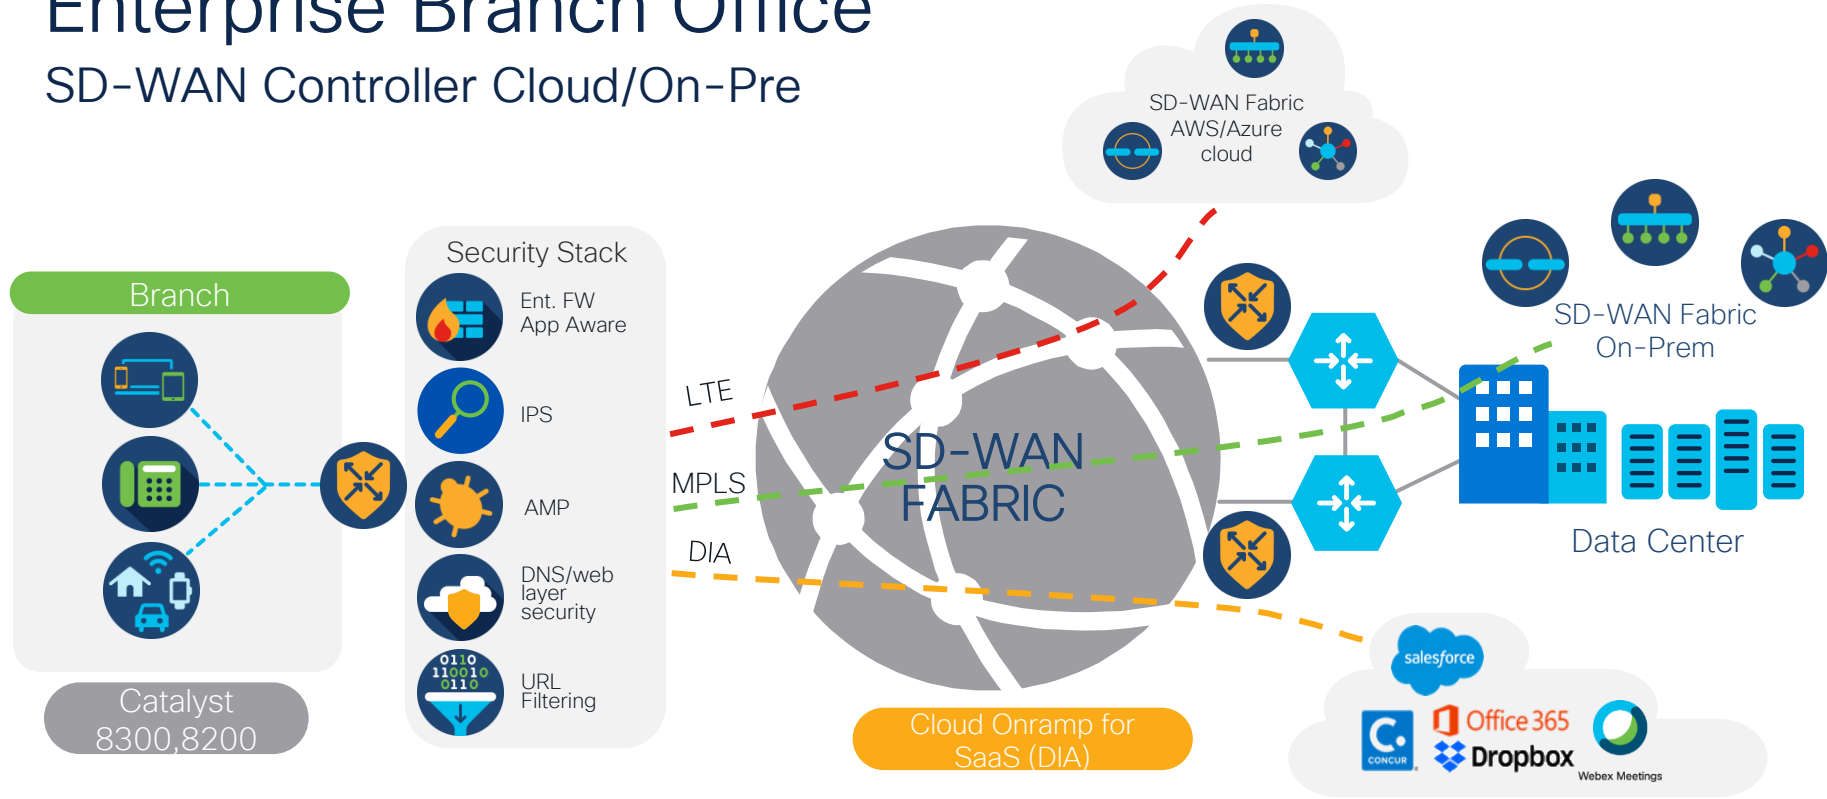 Enterprise Branch Office
SD-WAN Controller Cloud/On-Pre
SD-WAN Fabric
AWS/Azure
cloud
SD-WAN Fabric
On-Prem
Branch
Security Stack
Ent. FW
App Aware
IPS
AMP
DNS/web
layer
security
0110
110010
0110
URL
Filtering
Catalyst
8300,8200
LTE
MPLS
DIA
SD-WAN
FABRIC
Data Center
Cloud Onramp for
SaaS (DIA)
salesforce
C.
CONCUR
Office 365
Dropbox
Webex Meetings